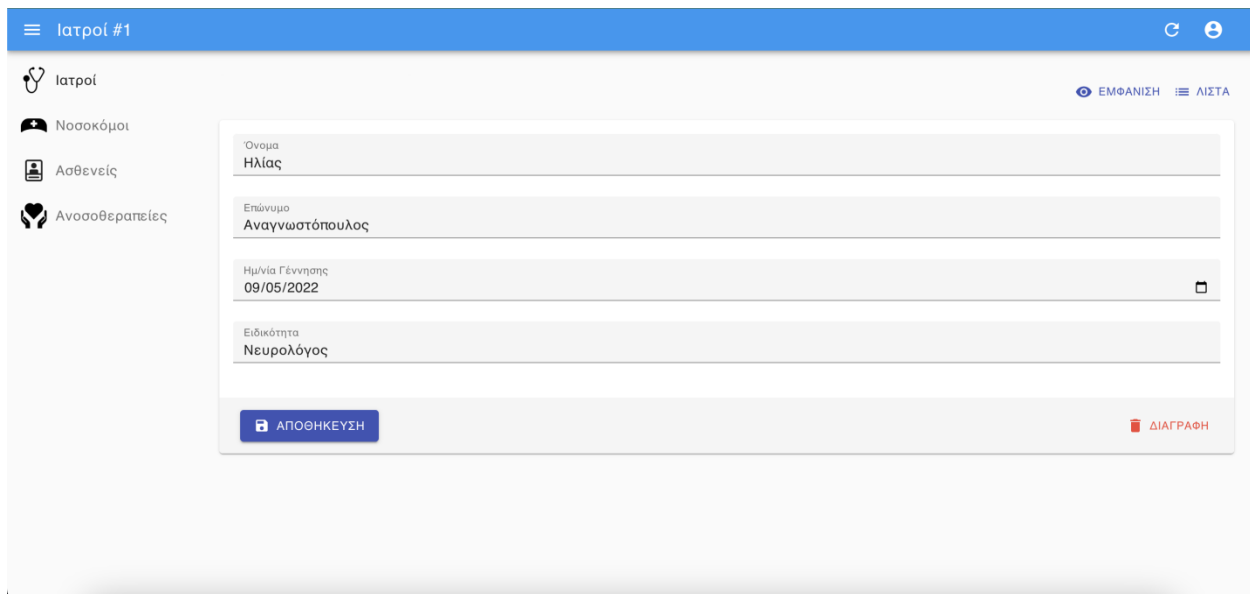 Ιατροί #1
Ιατροί
Νοσοκόμοι
Ασθενείς
Ανοσοθεραπείες
ΕΜΦΑΝΙΣΗ ΛΙΣΤΑ
Όνομα
Ηλίας
Επώνυμο
Αναγνωστόπουλος
Ημ/νία Γέννησης
09/05/2022
Ειδικότητα
Νευρολόγος
ΑΠΟΘΗΚΕΥΣΗ ΔΙΑΓΡΑΦΗ